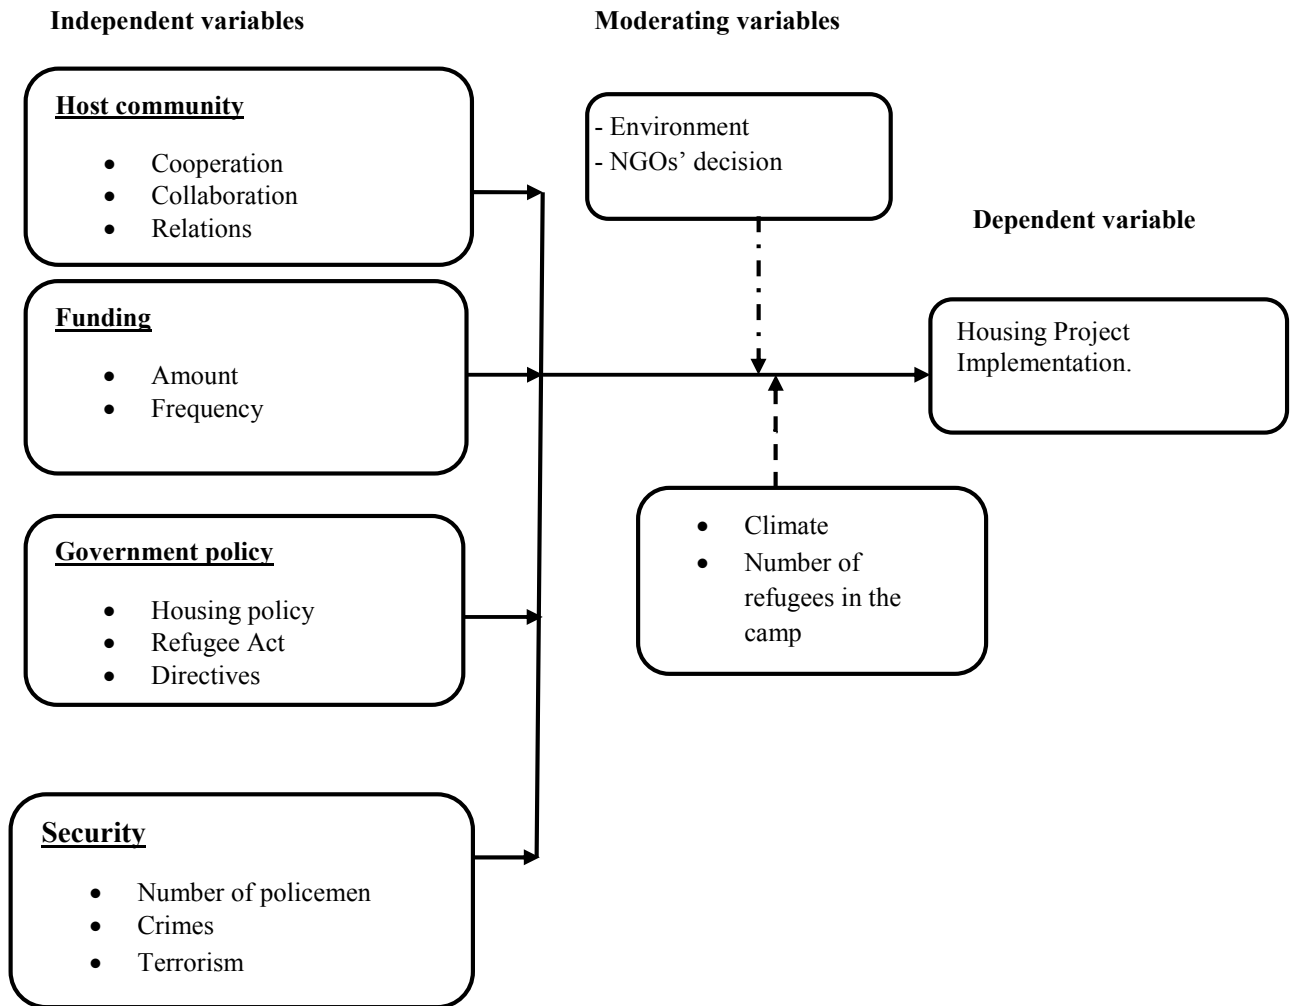 Independent variables
Moderating variables
Host community
• Cooperation
• Collaboration
• Relations
- Environment
- NGOs’ decision
Dependent variable
Funding
• Amount
• Frequency
Housing Project
Implementation.
Government policy
• Housing policy
• Refugee Act
• Directives
• Climate
• Number of
refugees in the
camp
Security
• Number of policemen
• Crimes
• Terrorism